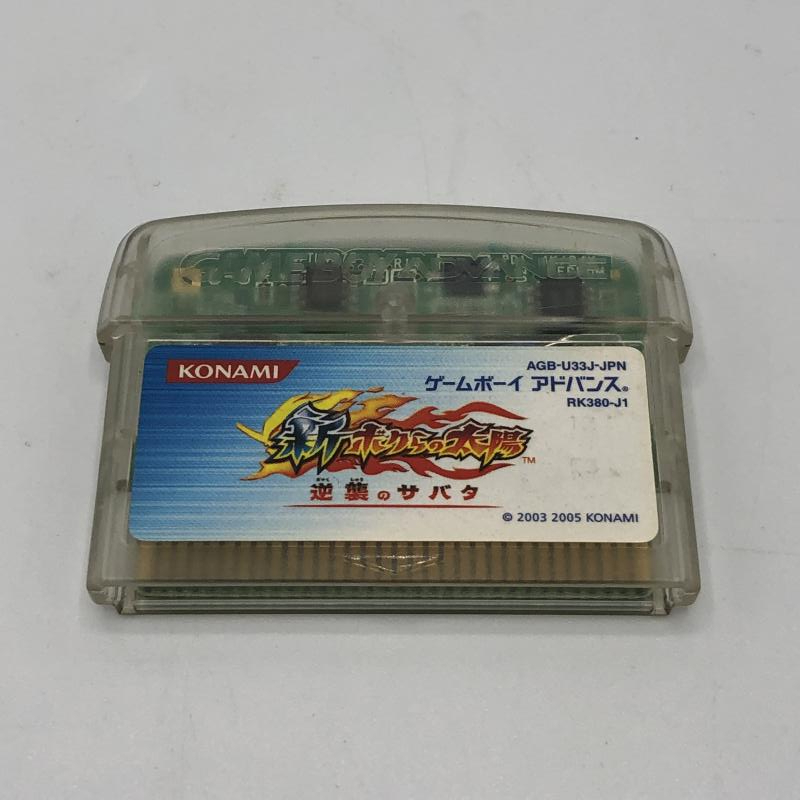 GAME BOY ADVANCE
KONAMI
AGB-U33J-JPN
ゲームボーイ アドバンス®
RK380-J1
新ボクらの太陽™
ぎゃく しゅう
逆襲のサバタ
© 2003 2005 KONAMI